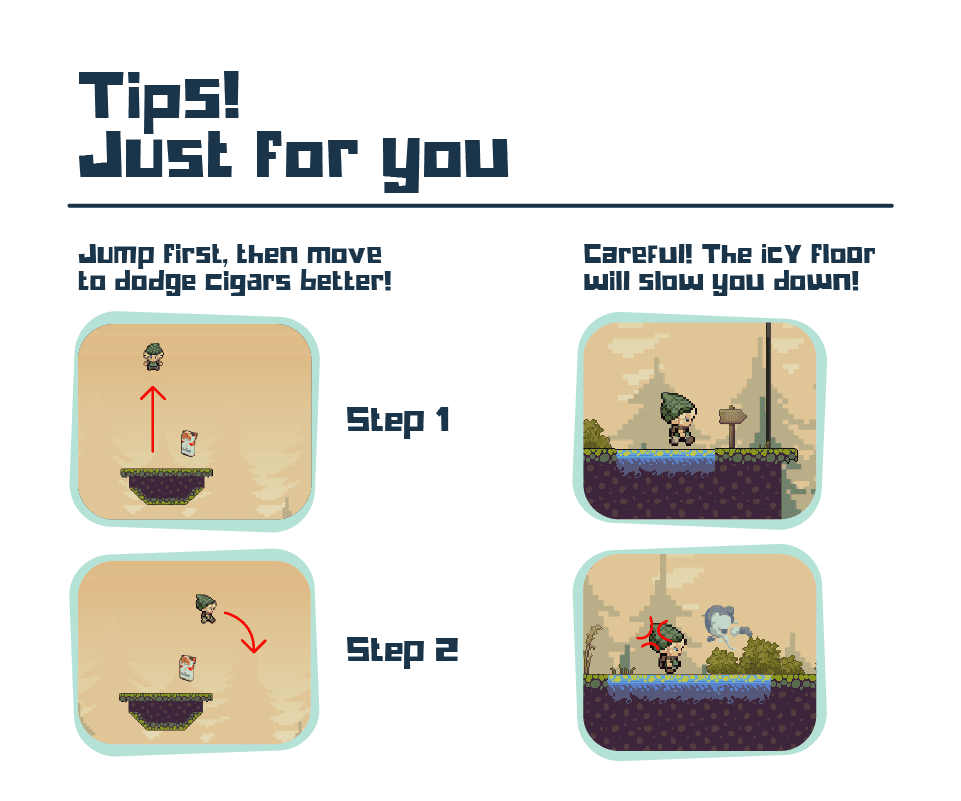 Tips!
Just for you
Jump first, then move
to dodge cigars better!
Step 1
Step 2
Careful! The icy floor
will slow you down!